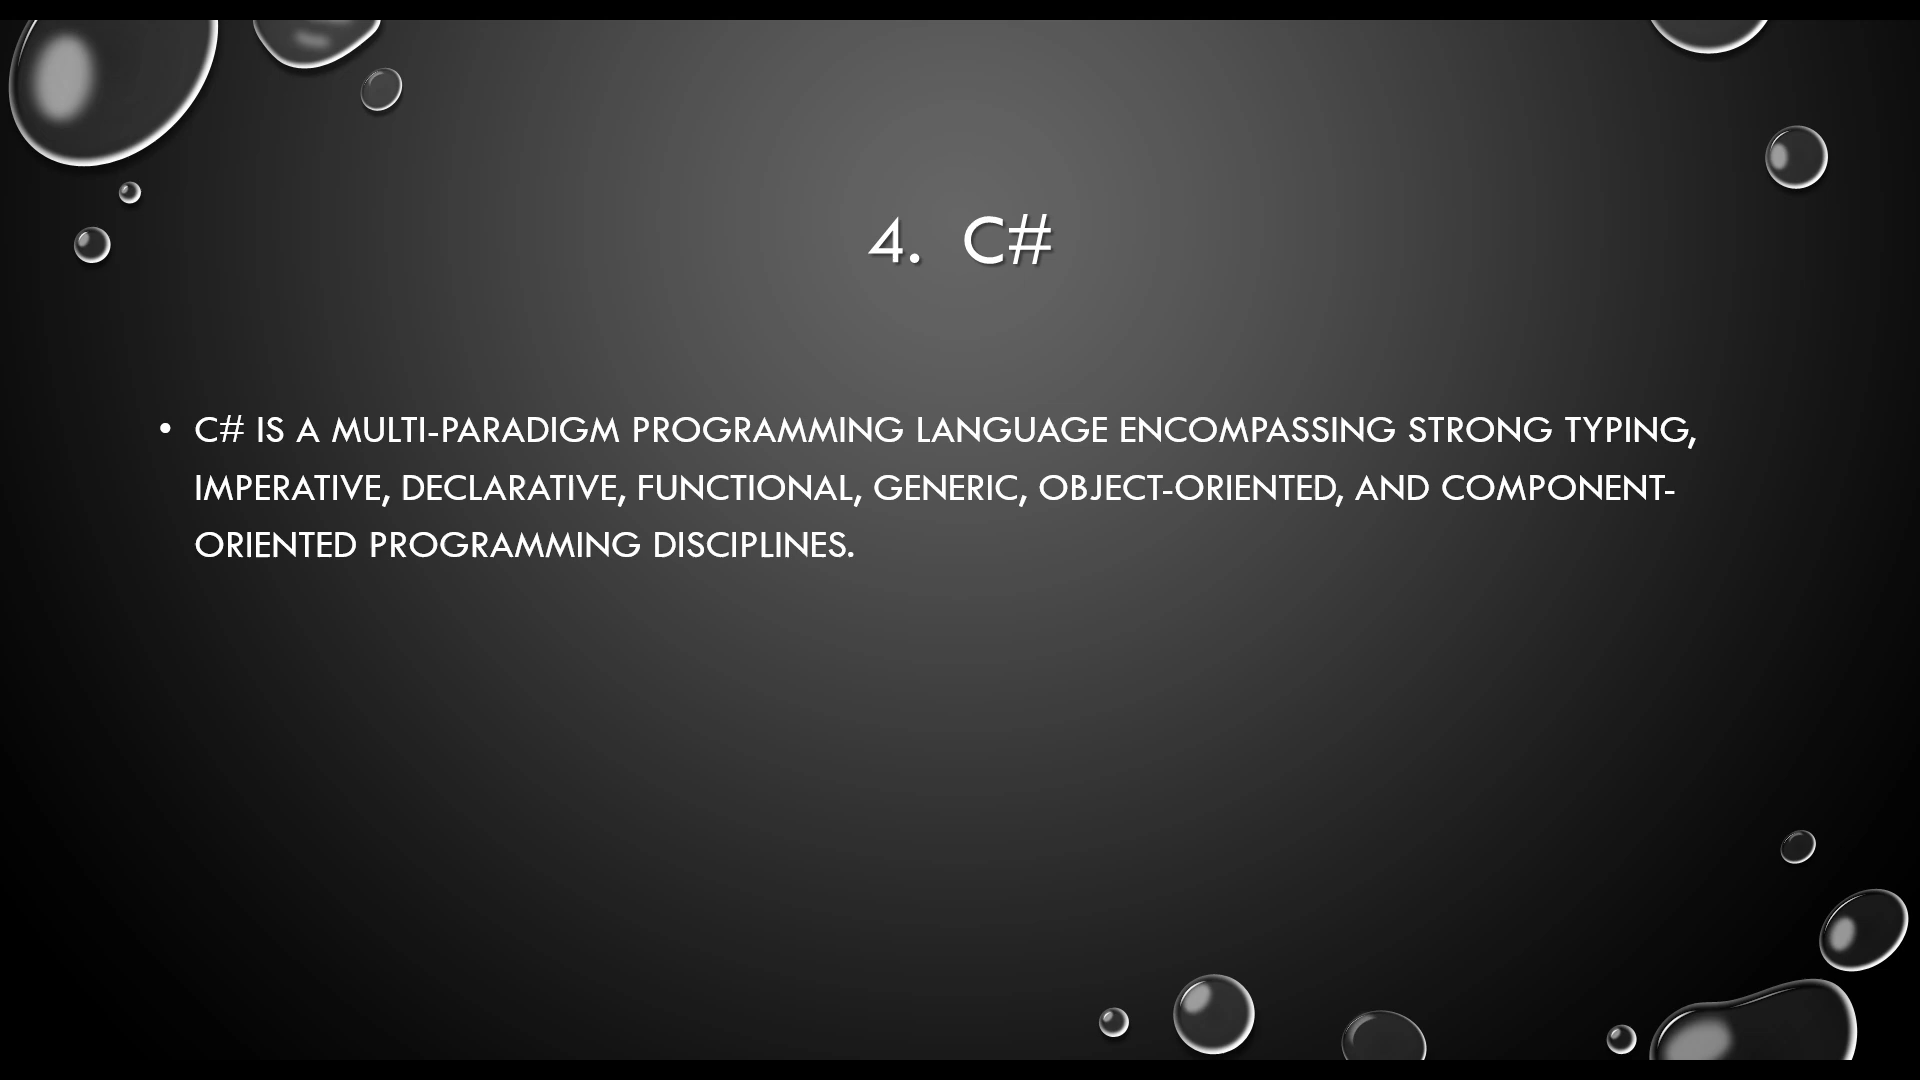 4. C#
• C# IS A MULTI-PARADIGM PROGRAMMING LANGUAGE ENCOMPASSING STRONG TYPING,
IMPERATIVE, DECLARATIVE, FUNCTIONAL, GENERIC, OBJECT-ORIENTED, AND COMPONENT-
ORIENTED PROGRAMMING DISCIPLINES.